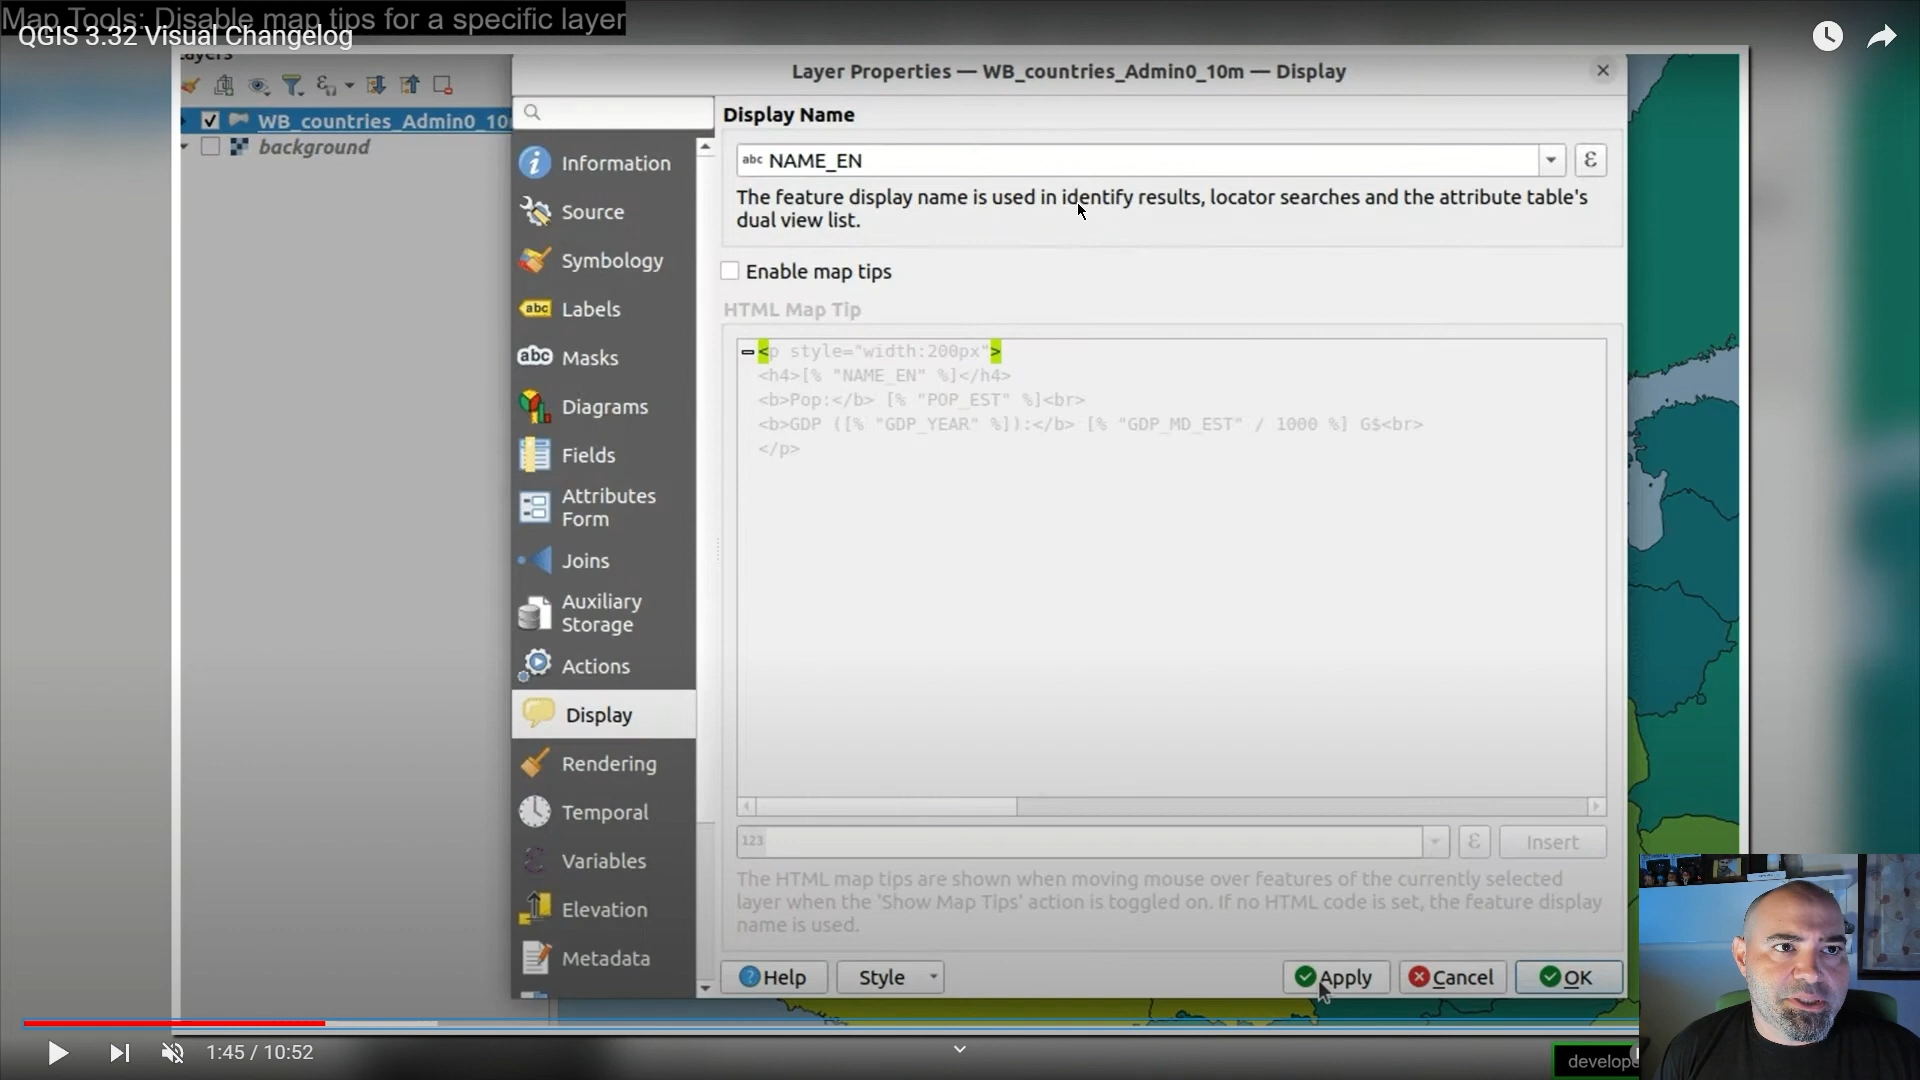 Map Tools: Disable map tips for a specific layer
QGIS 3.32 Visual Changelog
Layers
WB_countries_Admin0_10
background
Layer Properties — WB_countries_Admin0_10m — Display
Information
Source
Symbology
abc Labels
abc Masks
Diagrams
Fields
Attributes
Form
Joins
Auxiliary
Storage
Actions
Display
Rendering
Temporal
Variables
Elevation
Metadata
Display Name
abc NAME_EN
ε
The feature display name is used in identify results, locator searches and the attribute table's
dual view list.
Enable map tips
HTML Map Tip
<p style="width:200px">
<h4>[% "NAME_EN" %]</h4>
<b>Pop:</b> [% "POP_EST" %]<br>
<b>GDP ([% "GDP_YEAR" %]):</b> [% "GDP_MD_EST" / 1000 %] G$<br>
</p>
123
ε
Insert
The HTML map tips are shown when moving mouse over features of the currently selected
layer when the 'Show Map Tips' action is toggled on. If no HTML code is set, the feature display
name is used.
Help
Style
Apply
Cancel
OK
1:45 / 10:52
develope